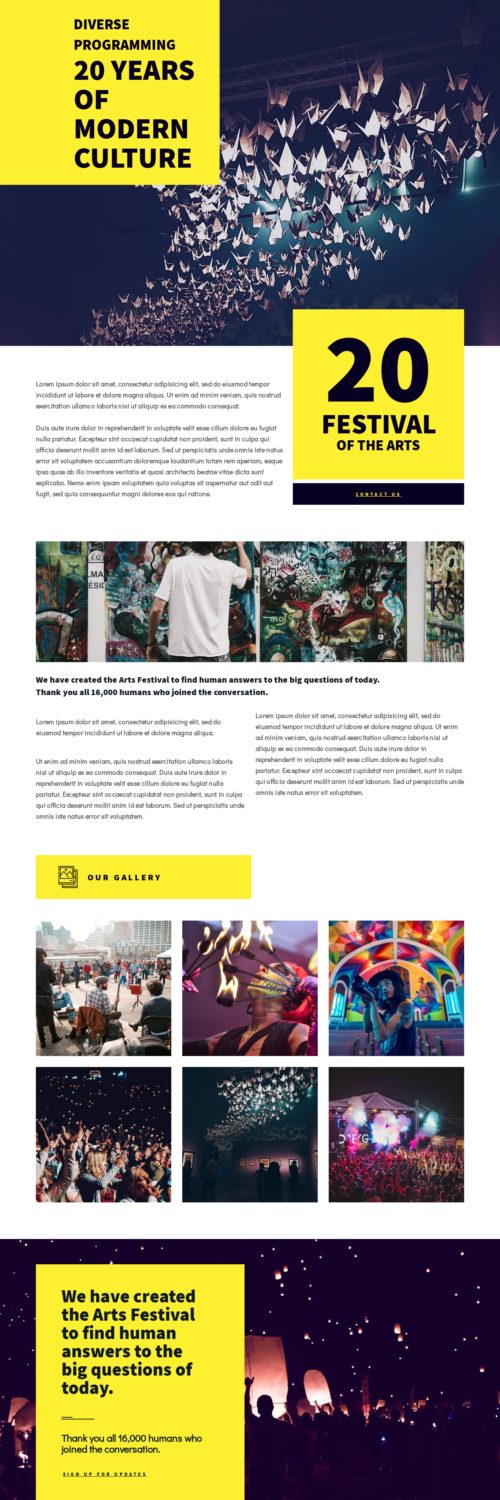 DIVERSE
PROGRAMMING
20 YEARS
OF
MODERN
CULTURE
20
FESTIVAL
OF THE ARTS
CONTACT US
Lorem ipsum dolor sit amet, consectetur adipisicing elit, sed do eiusmod tempor
incididunt ut labore et dolore magna aliqua. Ut enim ad minim veniam, quis nostrud
exercitation ullamco laboris nisi ut aliquip ex ea commodo consequat.
Duis aute irure dolor in reprehenderit in voluptate velit esse cillum dolore eu fugiat
nulla pariatur. Excepteur sint occaecat cupidatat non proident, sunt in culpa qui
officia deserunt mollit anim id est laborum. Sed ut perspiciatis unde omnis iste natus
error sit voluptatem accusantium doloremque laudantium totam rem aperiam, eaque
ipsa quae ab illo inventore veritatis et quasi architecto beatae vitae dicta sunt
explicabo. Nemo enim ipsam voluptatem quia voluptas sit aspernatur aut odit aut
fugit, sed quia consequuntur magni dolores eos qui ratione.
We have created the Arts Festival to find human answers to the big questions of today.
Thank you all 16,000 humans who joined the conversation.
Lorem ipsum dolor sit amet, consectetur adipisicing elit, sed do
eiusmod tempor incididunt ut labore et dolore magna aliqua.
Ut enim ad minim veniam, quis nostrud exercitation ullamco laboris
nisi ut aliquip ex ea commodo consequat. Duis aute irure dolor in
reprehenderit in voluptate velit esse cillum dolore eu fugiat nulla
pariatur. Excepteur sint occaecat cupidatat non proident, sunt in culpa
qui officia deserunt mollit anim id est laborum. Sed ut perspiciatis unde
omnis iste natus error sit voluptatem.
Lorem ipsum dolor sit amet, consectetur adipisicing elit, sed do
eiusmod tempor incididunt ut labore et dolore magna aliqua. Ut enim
ad minim veniam, quis nostrud exercitation ullamco laboris nisi ut
aliquip ex ea commodo consequat. Duis aute irure dolor in
reprehenderit in voluptate velit esse cillum dolore eu fugiat nulla
pariatur. Excepteur sint occaecat cupidatat non proident, sunt in culpa
qui officia deserunt mollit anim id est laborum. Sed ut perspiciatis unde
omnis iste natus error sit voluptatem.
OUR GALLERY
We have created
the Arts Festival
to find human
answers to the
big questions of
today.
Thank you all 16,000 humans who
joined the conversation.
SIGN UP FOR UPDATES